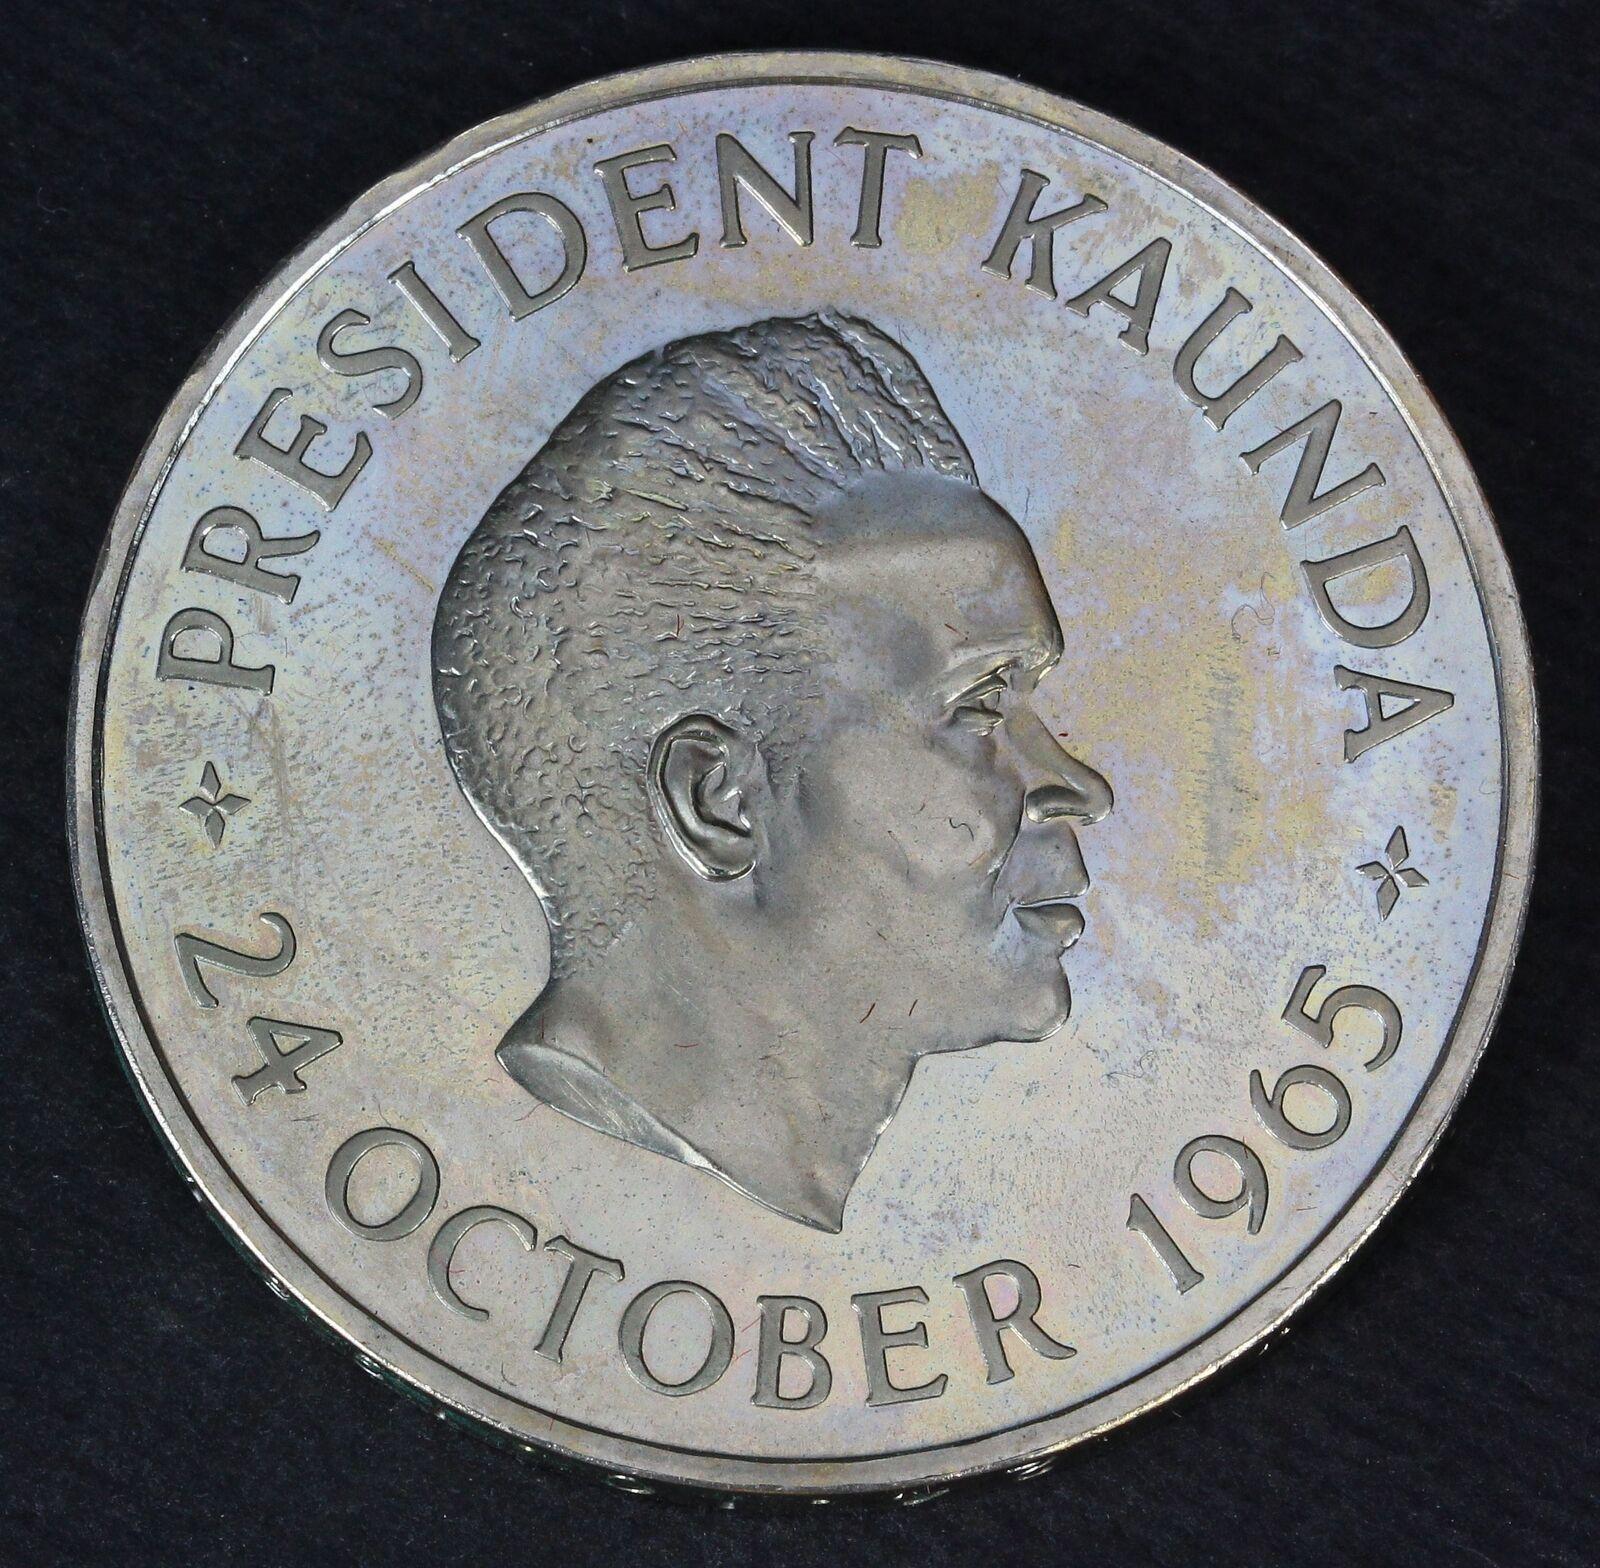 PRESIDENT KAUNDA
24 OCTOBER 1965